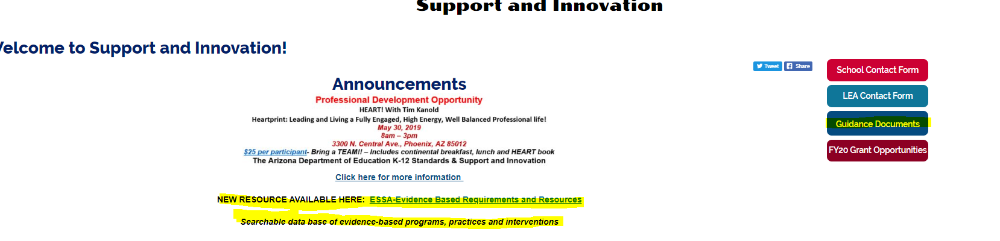 Support and Innovation
Welcome to Support and Innovation!
Tweet
Share
School Contact Form
LEA Contact Form
Guidance Documents
FY20 Grant Opportunities
Announcements
Professional Development Opportunity
HEART! With Tim Kanold
Heartprint: Leading and Living a Fully Engaged, High Energy, Well Balanced Professional life!
May 30, 2019
8am – 3pm
3300 N. Central Ave., Phoenix, AZ 85012
$25 per participant- Bring a TEAM!! – Includes continental breakfast, lunch and HEART book
The Arizona Department of Education K-12 Standards & Support and Innovation
Click here for more information
NEW RESOURCE AVAILABLE HERE: ESSA-Evidence Based Requirements and Resources
Searchable data base of evidence-based programs, practices and interventions